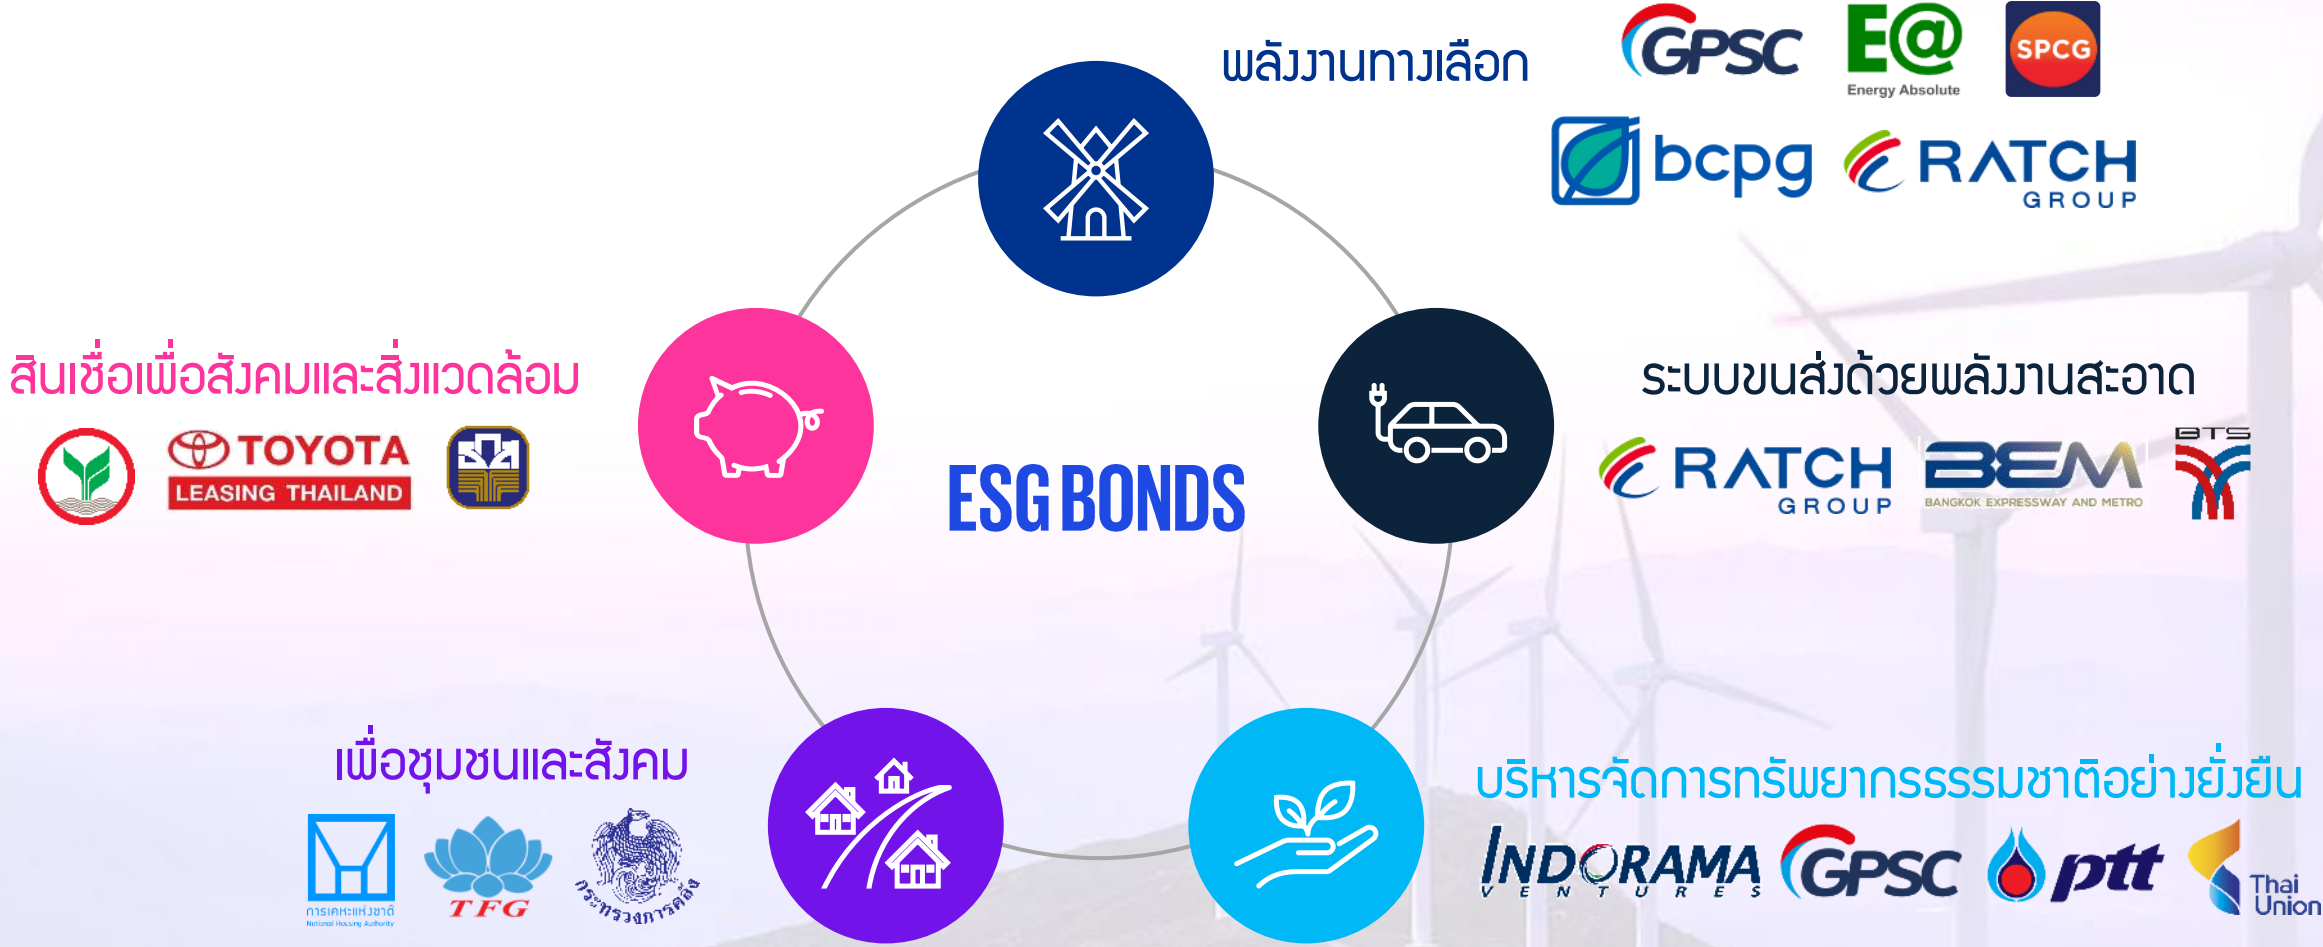 พลังงานทางเลือก
GPSC
E@
Energy Absolute
SPCG
bcpg
RATCH
GROUP
สินเชื่อเพื่อสังคมและสิ่งแวดล้อม
TOYOTA
LEASING THAILAND
ธกส
ESG BONDS
ระบบขนส่งด้วยพลังงานสะอาด
RATCH
GROUP
BEM
BANGKOK EXPRESSWAY AND METRO
BTS
เพื่อชุมชนและสังคม
การเคหะแห่งชาติ
National Housing Authority
TFG
กระทรวงการคลัง
บริหารจัดการทรัพยากรธรรมชาติอย่างยั่งยืน
INDORAMA
VENTURES
GPSC
ptt
Thai
Union